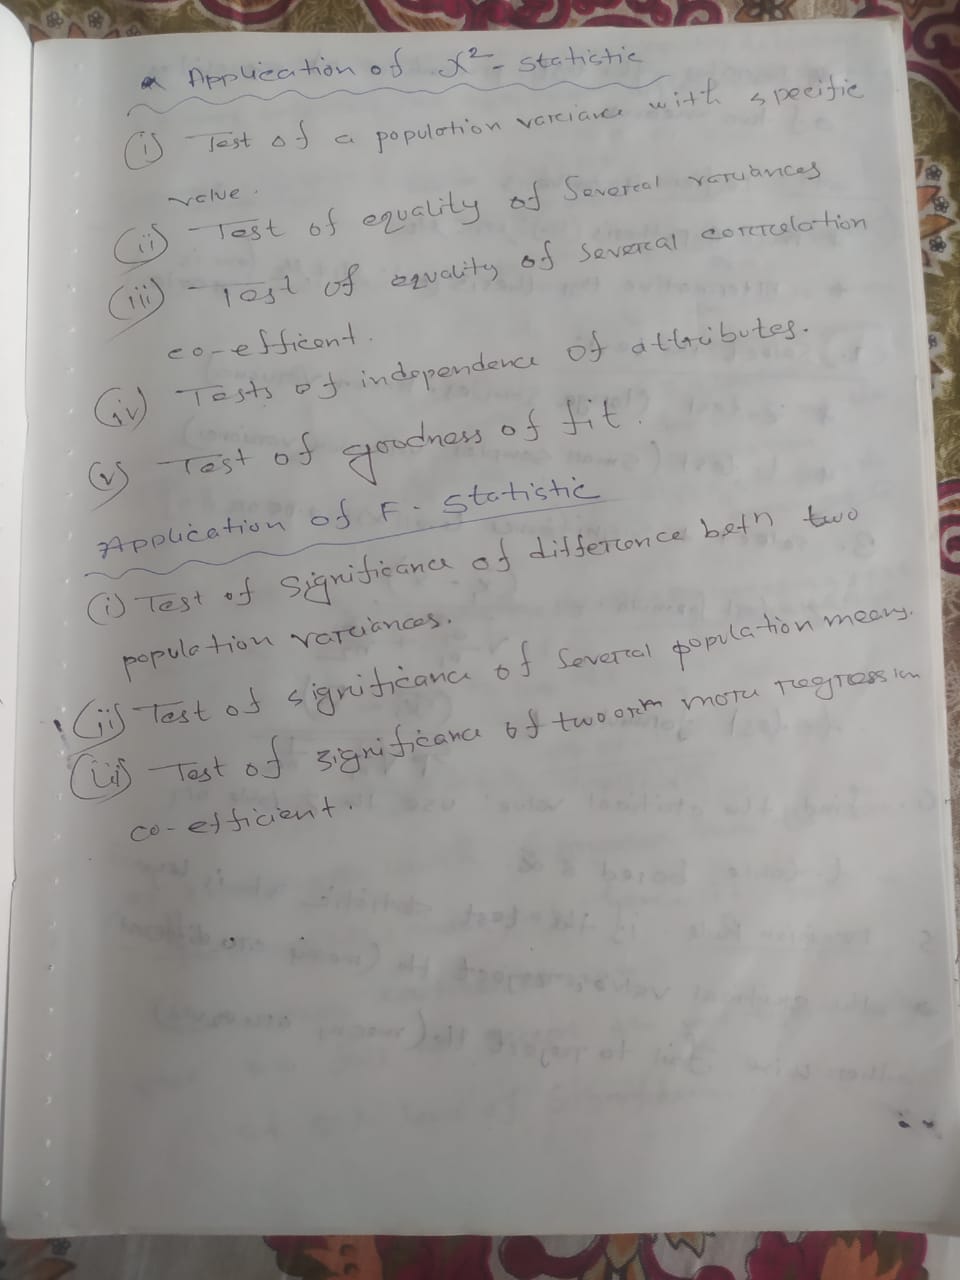 Application of χ² - statistic
(i) Test of a population variance with specific
value.
(ii) Test of equality of Several variances
(iii) Test of equality of several correlation
co-efficent.
(iv) Tests of independence of attributes.
(v) Test of goodness of fit.
Application of F. Statistic
(i) Test of Significance of difference betn two
population variances.
(ii) Test of significance of Several population means.
(iii) Test of significance of two or more regression
co-efficient.